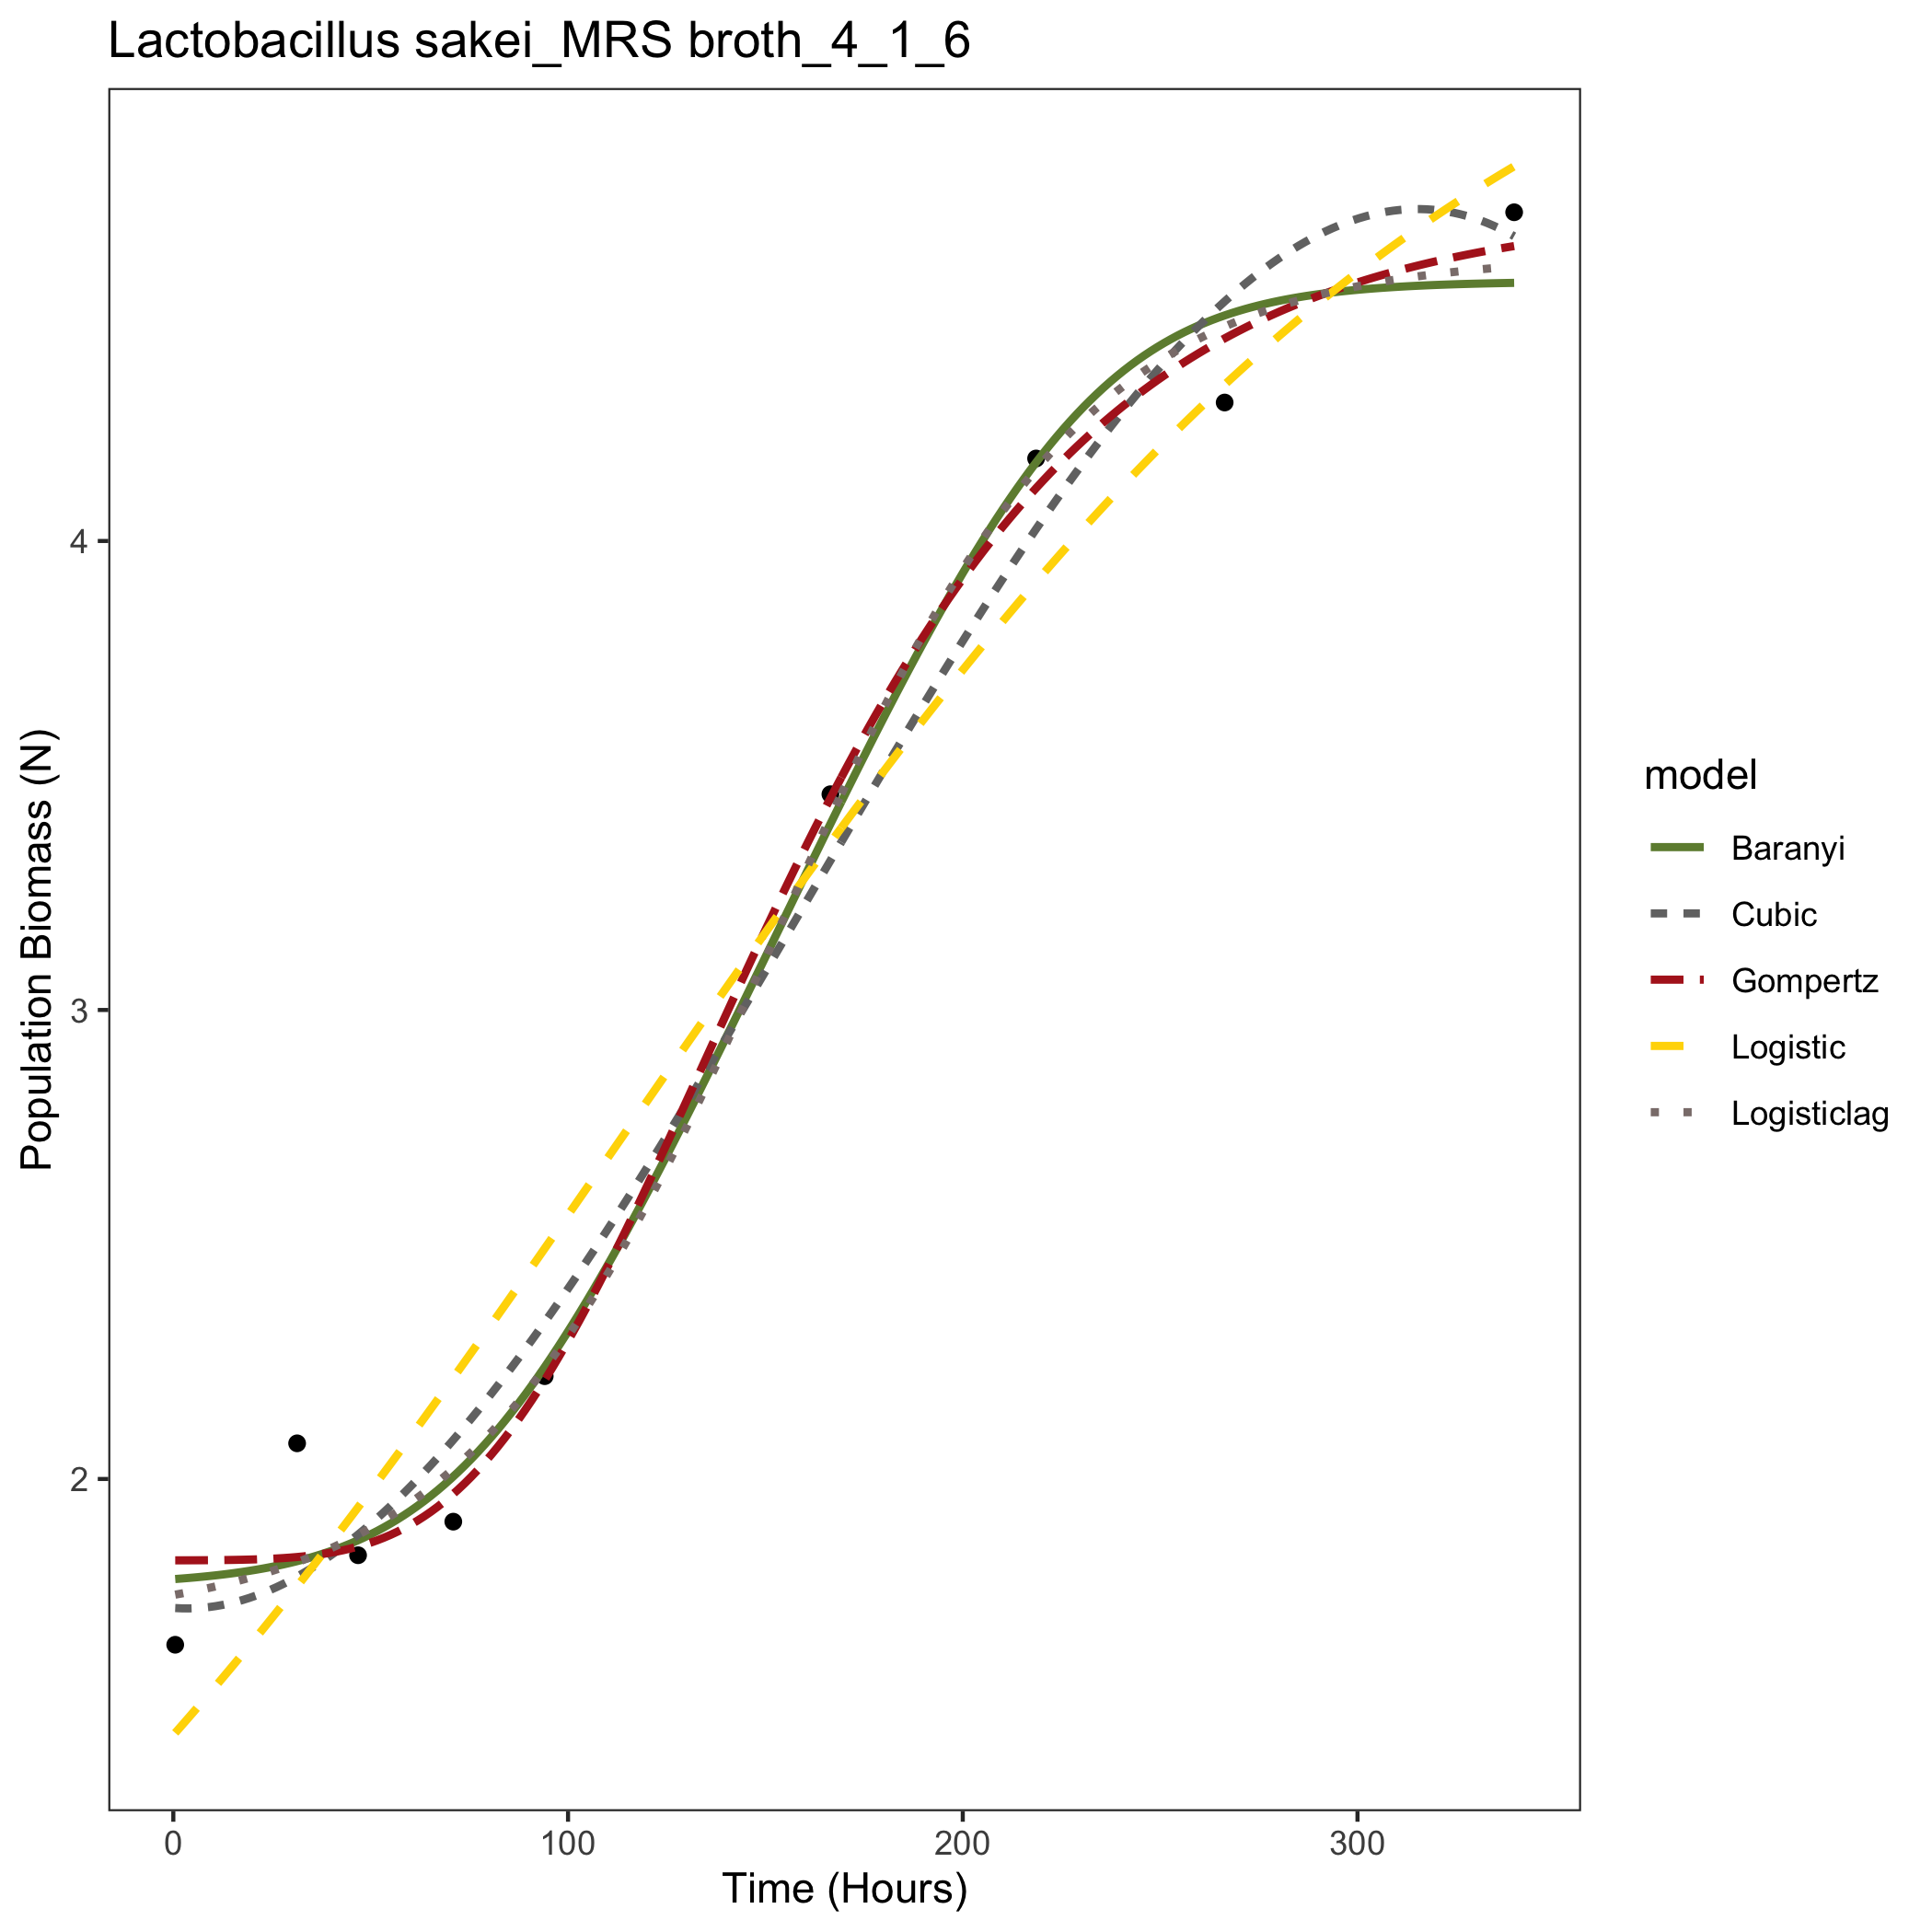 Lactobacillus sakei_MRS broth_4_1_6
Population Biomass (N)
4
3
2
0 100 200 300
Time (Hours)
model
Baranyi
Cubic
Gompertz
Logistic
Logisticlag